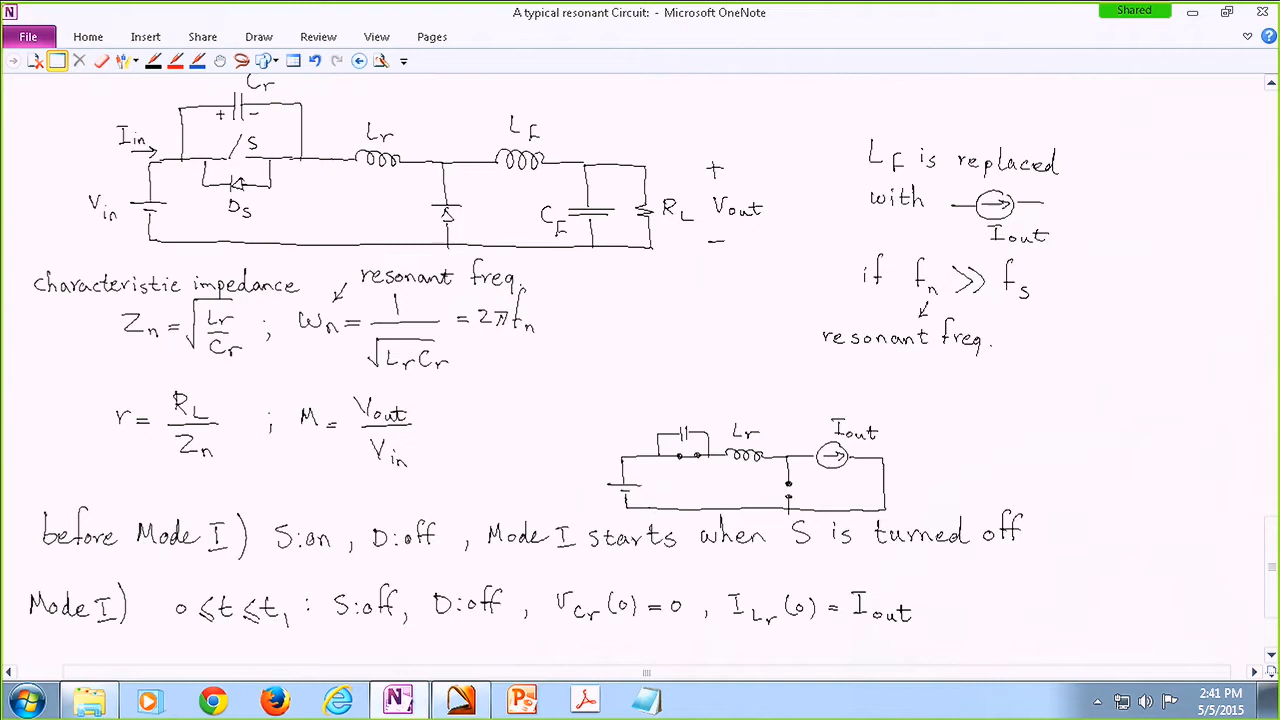 A typical resonant Circuit: - Microsoft OneNote
Shared
File Home Insert Share Draw Review View Pages
Cr
+ -
Iin
S
Lr
LF
Ds
Vin
CF
RL
+
Vout
-
LF is replaced
with
Iout
if fn >> fs
resonant freq.
characteristic impedance
resonant freq.
Zn = √(Lr/Cr) ; ωn = 1/√(LrCr) = 2πfn
r = RL/Zn ; M = Vout/Vin
Lr
Iout
before Mode I) S:on, D:off, Mode I starts when S is turned off
Mode I) 0 ≤ t ≤ t1 : S:off, D:off, VCr(0) = 0, ILr(0) = Iout
2:41 PM
5/5/2015